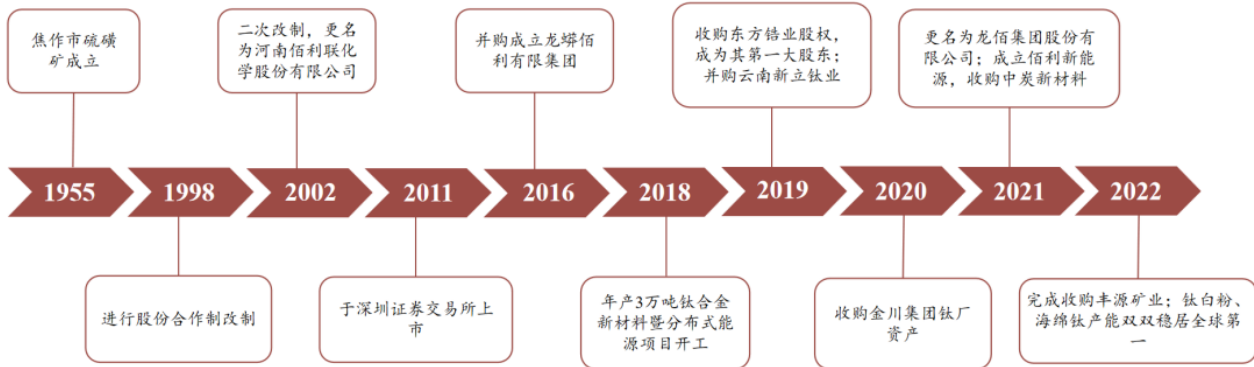 焦作市硫磺
矿成立
二次改制，更名
为河南佰利联化
学股份有限公司
并购成立龙蟒佰
利有限集团
收购东方锆业股权，
成为其第一大股东；
并购云南新立钛业
更名为龙佰集团股份有
限公司；成立佰利新能
源，收购中炭新材料
1955
1998
2002
2011
2016
2018
2019
2020
2021
2022
进行股份合作制改制
于深圳证券交易所上
市
年产3万吨钛合金
新材料暨分布式能
源项目开工
收购金川集团钛厂
资产
完成收购丰源矿业；钛白粉、
海绵钛产能双双稳居全球第
一